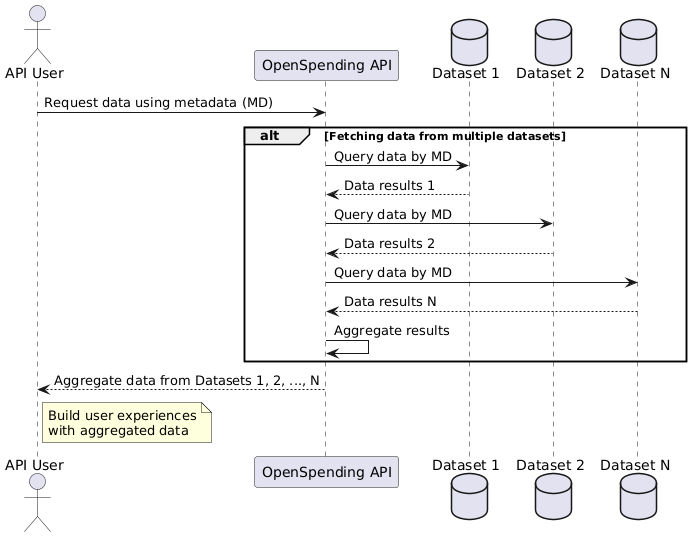 API User
OpenSpending API
Dataset 1
Dataset 2
Dataset N
Request data using metadata (MD)
alt
[Fetching data from multiple datasets]
Query data by MD
Data results 1
Query data by MD
Data results 2
Query data by MD
Data results N
Aggregate results
Aggregate data from Datasets 1, 2, ..., N
Build user experiences
with aggregated data
API User
OpenSpending API
Dataset 1
Dataset 2
Dataset N